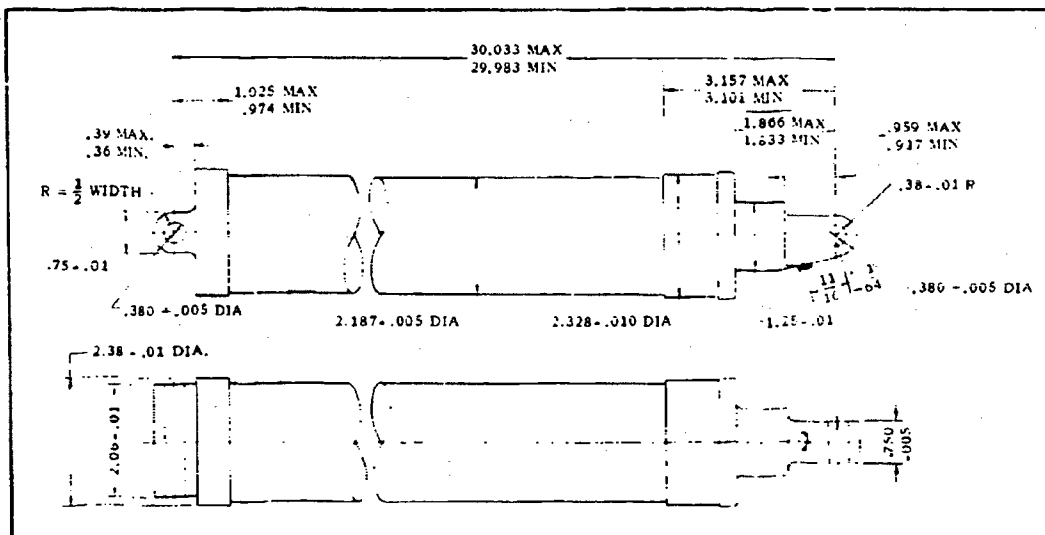 30.033 MAX
29.983 MIN
1.025 MAX
.974 MIN
3.157 MAX
3.101 MIN
.39 MAX.
.36 MIN.
1.866 MAX
1.833 MIN
.959 MAX
.937 MIN
R = 1/2 WIDTH
.38-.01 R
.75-.01
.380 +.005 DIA
2.187-.005 DIA
2.328-.010 DIA
1.25-.01
11/16
.380 +.005 DIA
2.38-.01 DIA.
2.06-.01
.750
.005